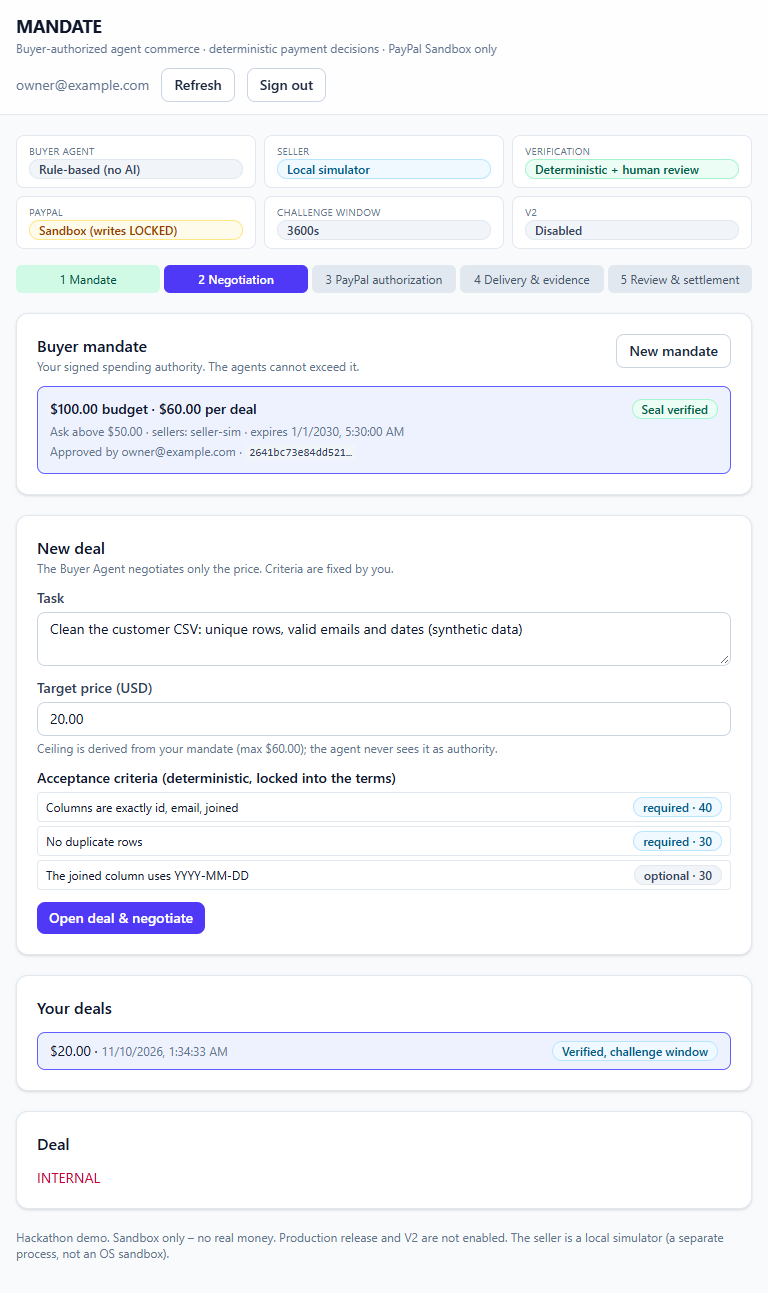 MANDATE
Buyer-authorized agent commerce · deterministic payment decisions · PayPal Sandbox only
owner@example.com Refresh Sign out
BUYER AGENT
Rule-based (no AI)
SELLER
Local simulator
VERIFICATION
Deterministic + human review
PAYPAL
Sandbox (writes LOCKED)
CHALLENGE WINDOW
3600s
V2
Disabled
1 Mandate 2 Negotiation 3 PayPal authorization 4 Delivery & evidence 5 Review & settlement
Buyer mandate
Your signed spending authority. The agents cannot exceed it.
New mandate
$100.00 budget · $60.00 per deal Seal verified
Ask above $50.00 · sellers: seller-sim · expires 1/1/2030, 5:30:00 AM
Approved by owner@example.com · 2641bc73e84dd521…
New deal
The Buyer Agent negotiates only the price. Criteria are fixed by you.
Task
Clean the customer CSV: unique rows, valid emails and dates (synthetic data)
Target price (USD)
20.00
Ceiling is derived from your mandate (max $60.00); the agent never sees it as authority.
Acceptance criteria (deterministic, locked into the terms)
Columns are exactly id, email, joined required · 40
No duplicate rows required · 30
The joined column uses YYYY-MM-DD optional · 30
Open deal & negotiate
Your deals
$20.00 · 11/10/2026, 1:34:33 AM Verified, challenge window
Deal
INTERNAL
Hackathon demo. Sandbox only – no real money. Production release and V2 are not enabled. The seller is a local simulator (a separate
process, not an OS sandbox).